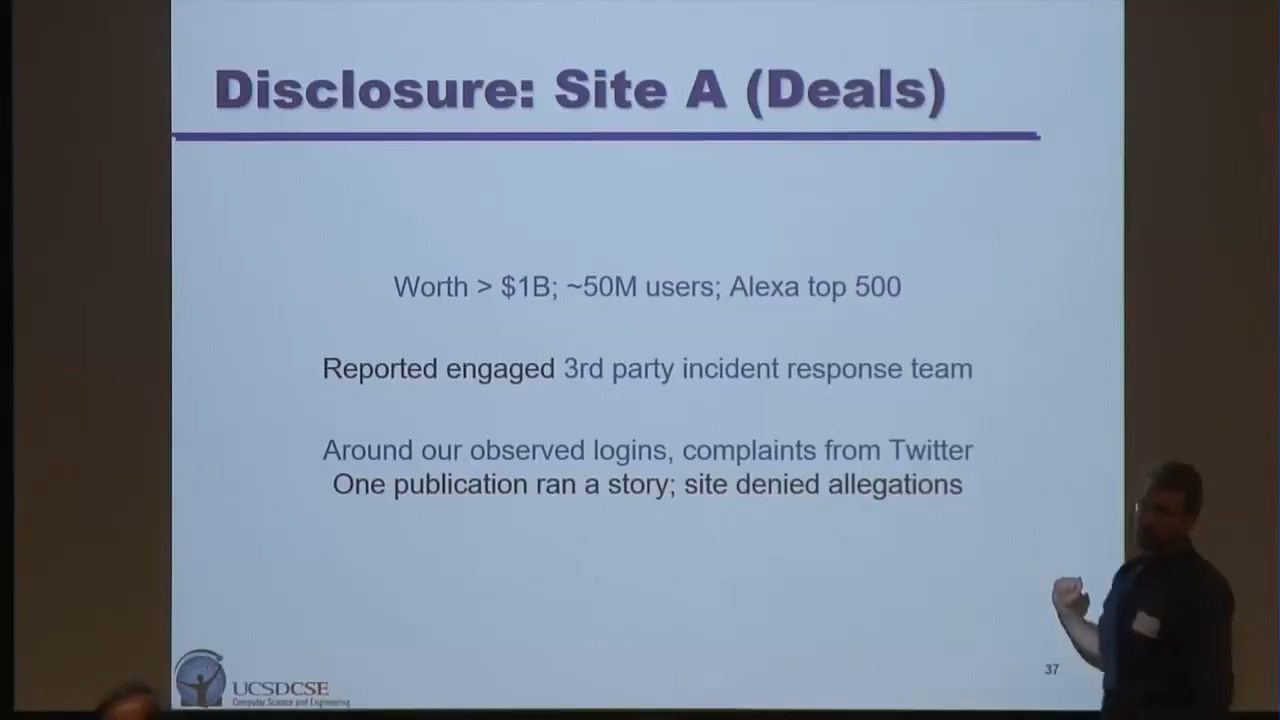 Disclosure: Site A (Deals)
Worth > $1B; ~50M users; Alexa top 500
Reported engaged 3rd party incident response team
Around our observed logins, complaints from Twitter
One publication ran a story; site denied allegations
37
UCSDCSE
Computer Science and Engineering